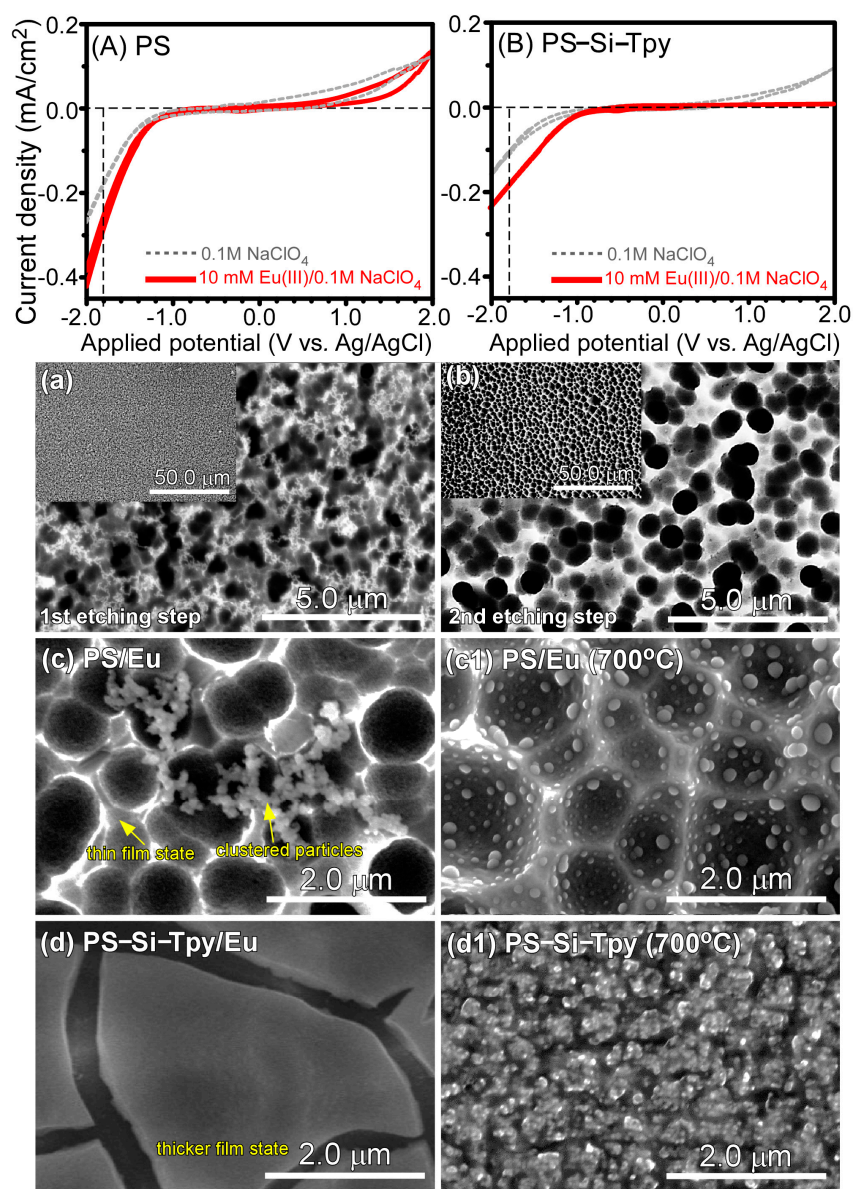 (A) PS
(B) PS−Si−Tpy
Current density (mA/cm²)
0.2
0.0
-0.2
-0.4
0.1M NaClO₄
10 mM Eu(III)/0.1M NaClO₄
-2.0 -1.0 0.0 1.0 2.0
Applied potential (V vs. Ag/AgCl)
0.2
0.0
-0.2
-0.4
0.1M NaClO₄
10 mM Eu(III)/0.1M NaClO₄
-2.0 -1.0 0.0 1.0 2.0
Applied potential (V vs. Ag/AgCl)
(a)
50.0 μm
5.0 μm
1st etching step
(b)
50.0 μm
5.0 μm
2nd etching step
(c) PS/Eu
thin film state
clustered particles
2.0 μm
(c1) PS/Eu (700ºC)
2.0 μm
(d) PS−Si−Tpy/Eu
thicker film state
2.0 μm
(d1) PS−Si−Tpy (700ºC)
2.0 μm